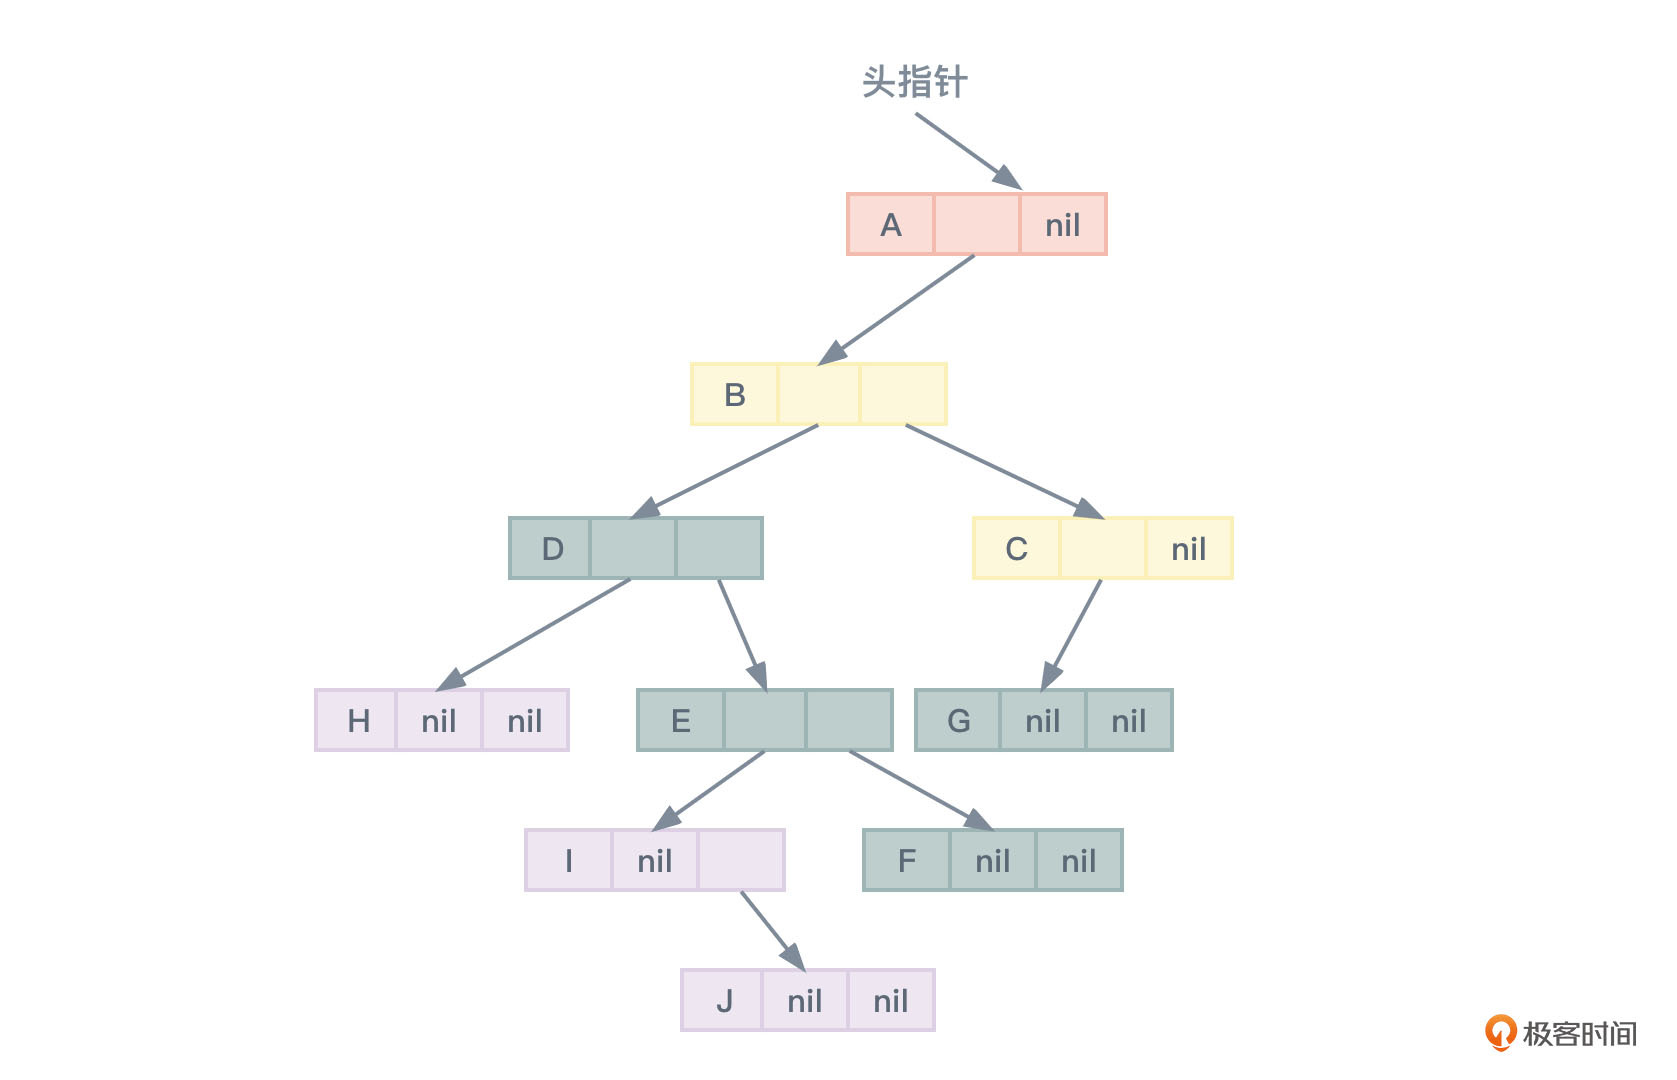 头指针
A nil
B
D
C nil
H nil nil
E
G nil nil
I nil
F nil nil
J nil nil
极客时间